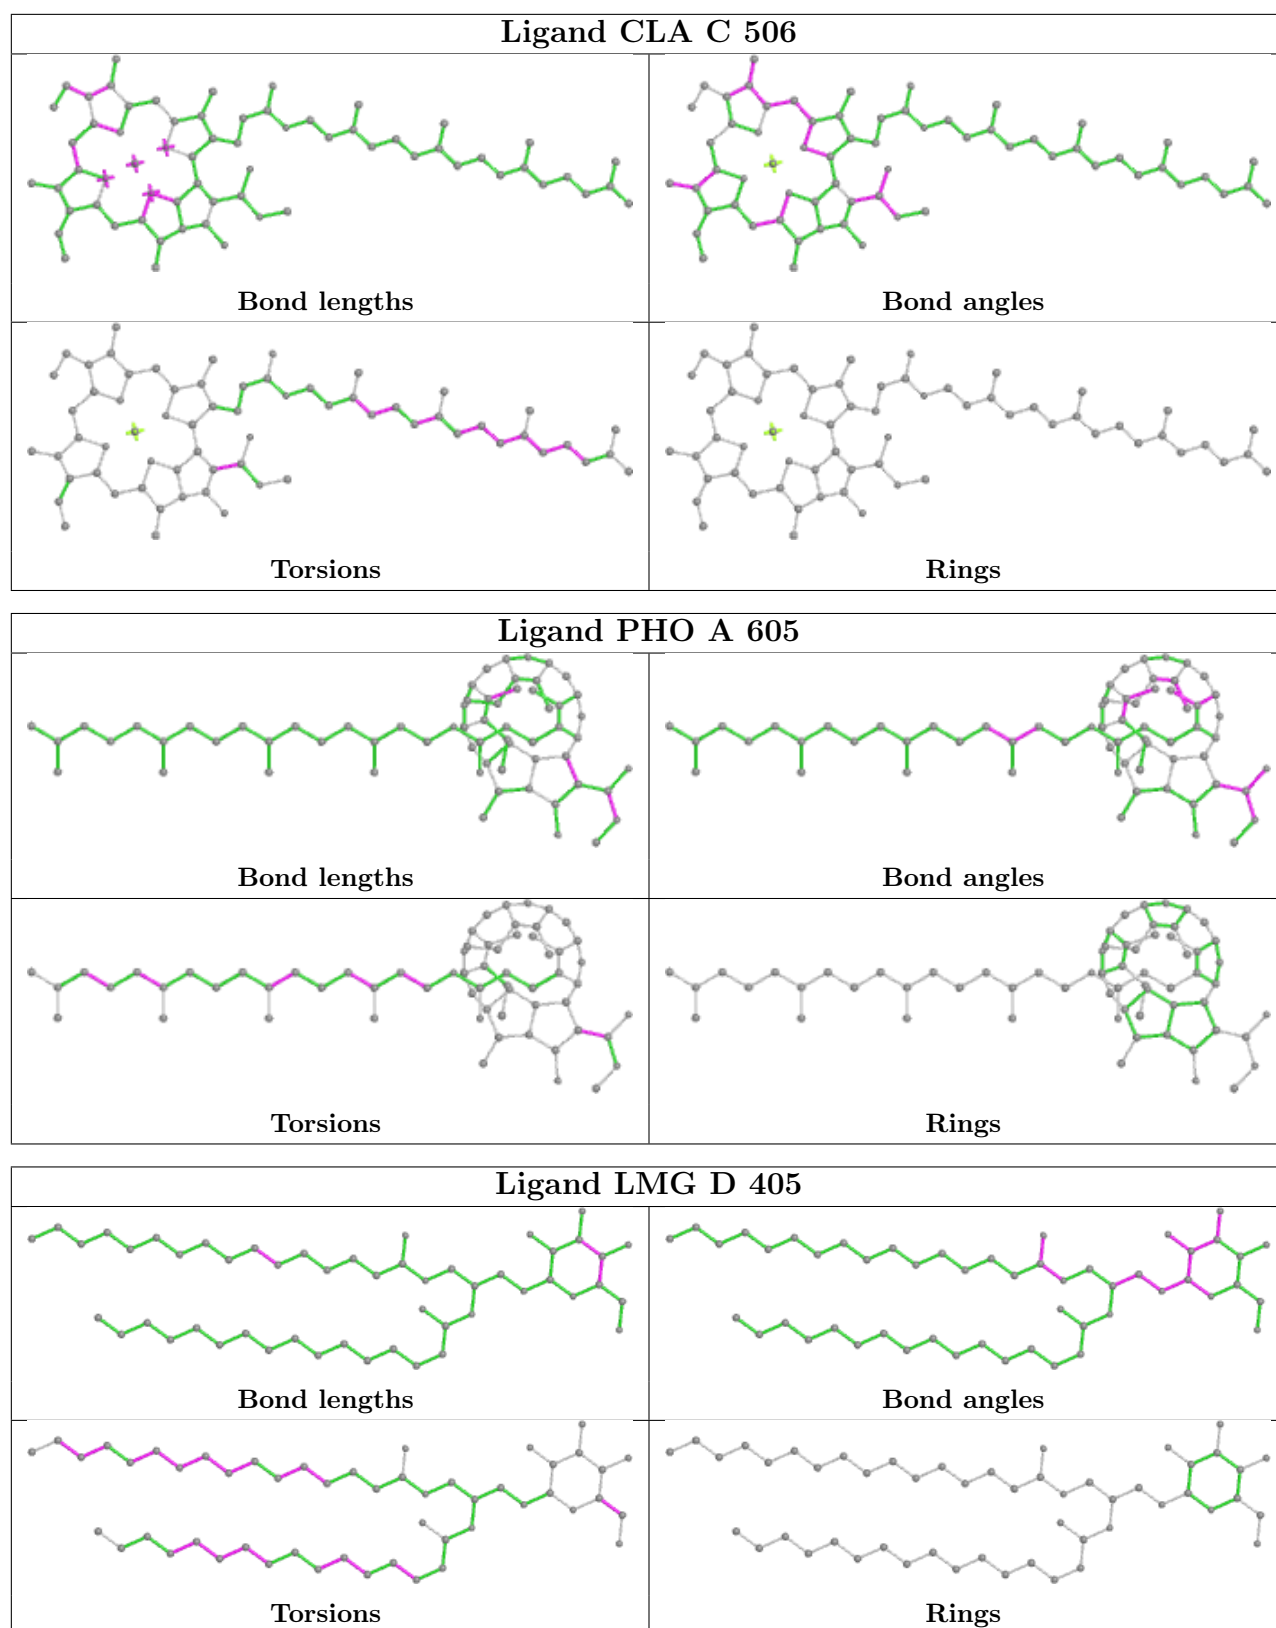 Ligand CLA C 506
Bond lengths
Bond angles
Torsions
Rings
Ligand PHO A 605
Bond lengths
Bond angles
Torsions
Rings
Ligand LMG D 405
Bond lengths
Bond angles
Torsions
Rings